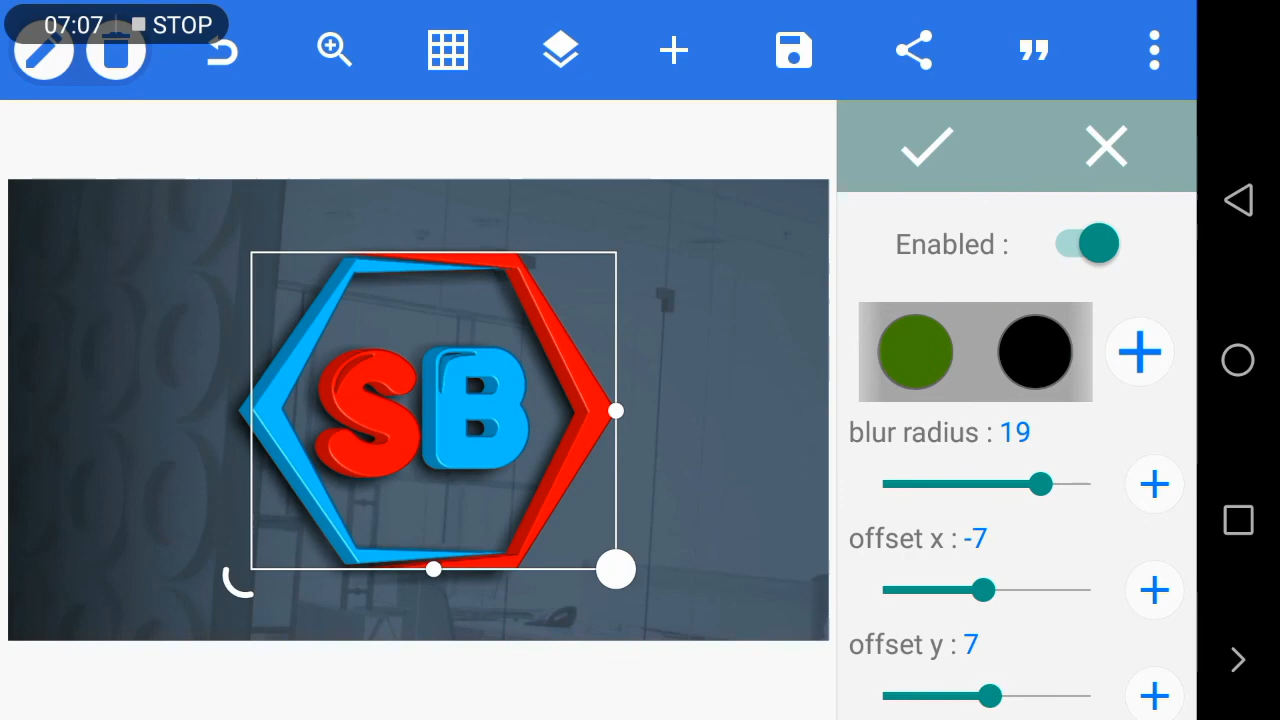 07:07 STOP
Enabled :
SB
blur radius : 19
offset x : -7
offset y : 7